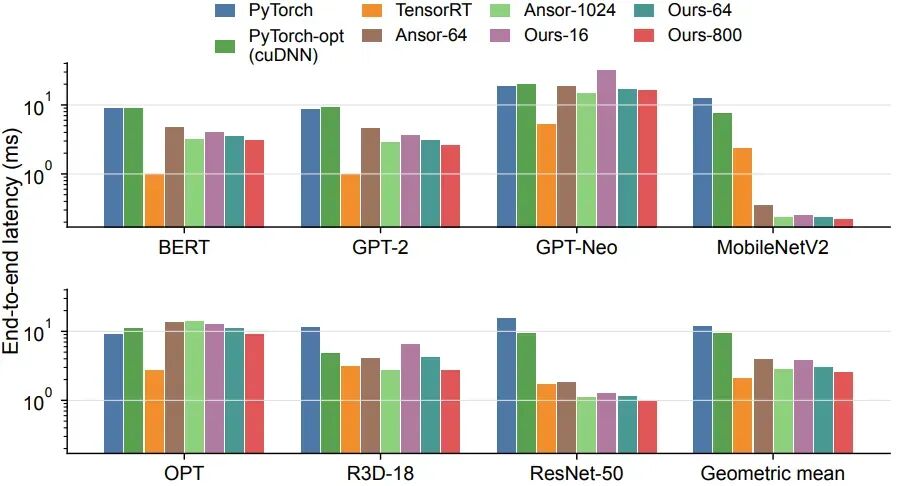 PyTorch TensorRT Ansor-1024 Ours-64
PyTorch-opt (cuDNN) Ansor-64 Ours-16 Ours-800
End-to-end latency (ms)
10¹
10⁰
BERT GPT-2 GPT-Neo MobileNetV2
10¹
10⁰
OPT R3D-18 ResNet-50 Geometric mean